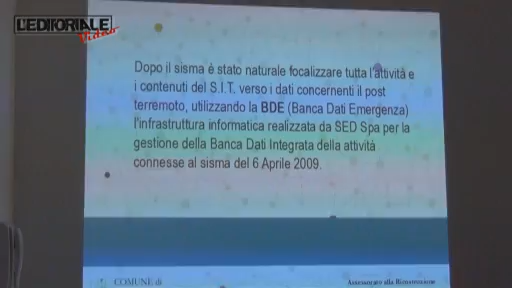 L'EDITORIALE
Video
Dopo il sisma è stato naturale focalizzare tutta l'attività e
i contenuti del S.I.T. verso i dati concernenti il post
terremoto, utilizzando la BDE (Banca Dati Emergenza)
l'infrastruttura informatica realizzata da SED Spa per la
gestione della Banca Dati Integrata della attività
connesse al sisma del 6 Aprile 2009.
COMUNE di
Assessorato alla Ricostruzione